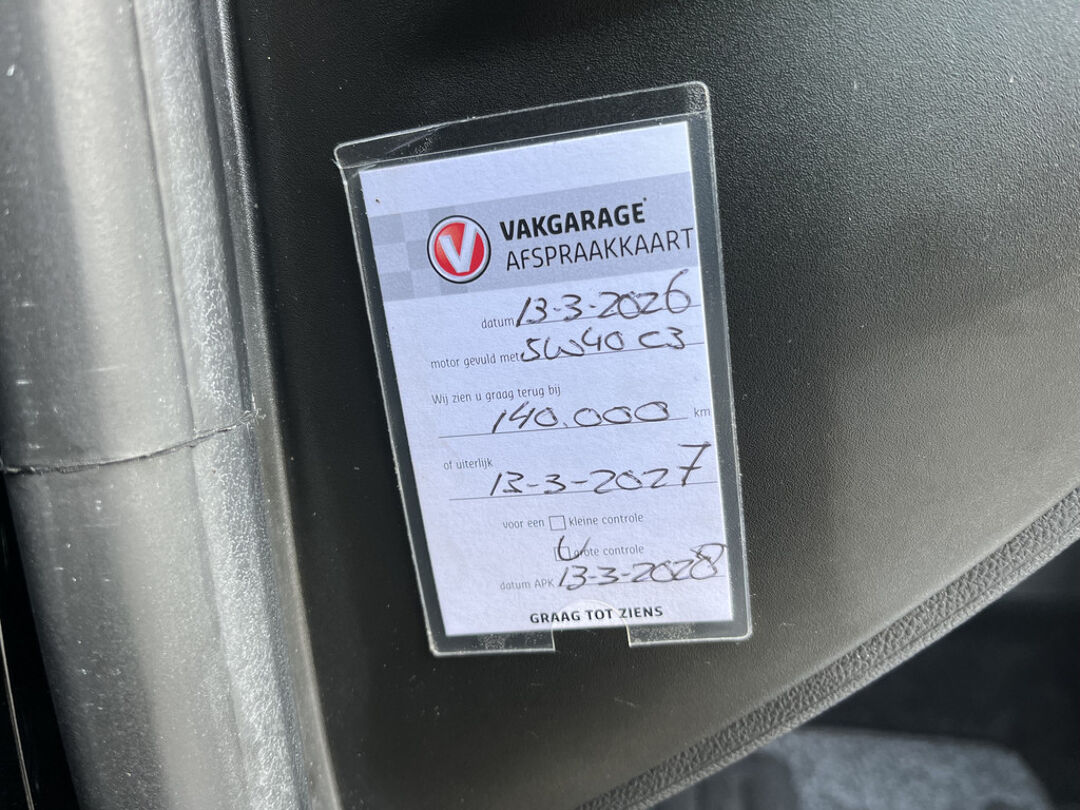 V VAKGARAGE
AFSPRAAKKAART
datum 13-3-2026
motor gevuld met 5W40 C3
Wij zien u graag terug bij
140.000 km
of uiterlijk
13-3-2027
voor een kleine controle
grote controle
datum APK 13-3-2028
GRAAG TOT ZIENS